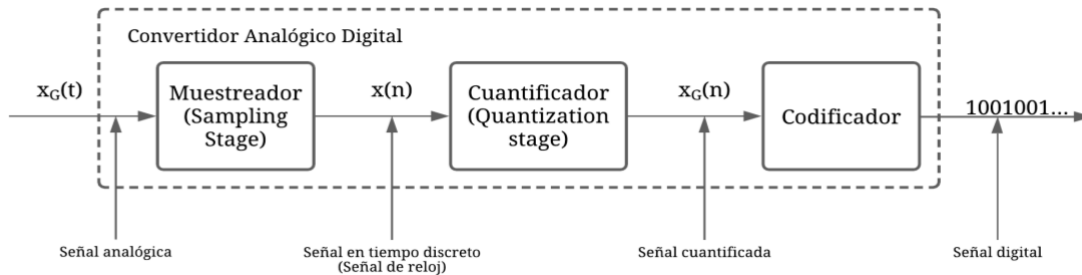 Convertidor Analógico Digital
x_G(t)
Muestreador
(Sampling
Stage)
x(n)
Cuantificador
(Quantization
stage)
x_G(n)
Codificador
1001001...
Señal analógica
Señal en tiempo discreto
(Señal de reloj)
Señal cuantificada
Señal digital